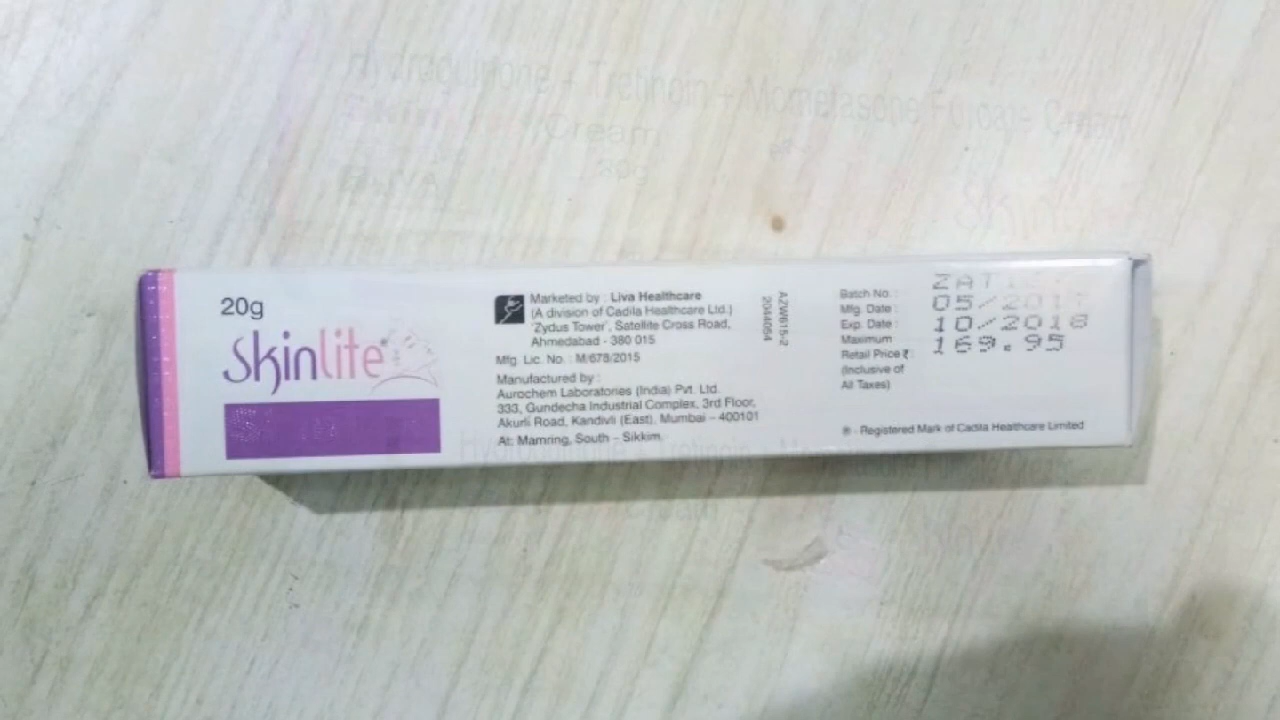 Hydroquinone - Tretinoin - Mometasone Furoate Cream
Cream
20g
Skinlite
Marketed by : Liva Healthcare
(A division of Cadila Healthcare Ltd.)
'Zydus Tower', Satellite Cross Road,
Ahmedabad - 380 015
Mfg. Lic. No. : M/678/2015
Manufactured by :
Aurochem Laboratories (India) Pvt. Ltd.
333, Gundecha Industrial Complex, 3rd Floor,
Akurli Road, Kandivli (East), Mumbai – 400101
At: Mamring, South – Sikkim.
AZW615-2
2044064
Batch No. :
Mfg. Date : 05/2017
Exp. Date : 10/2018
Maximum 169.95
Retail Price ₹ :
(Inclusive of
All Taxes)
® - Registered Mark of Cadila Healthcare Limited